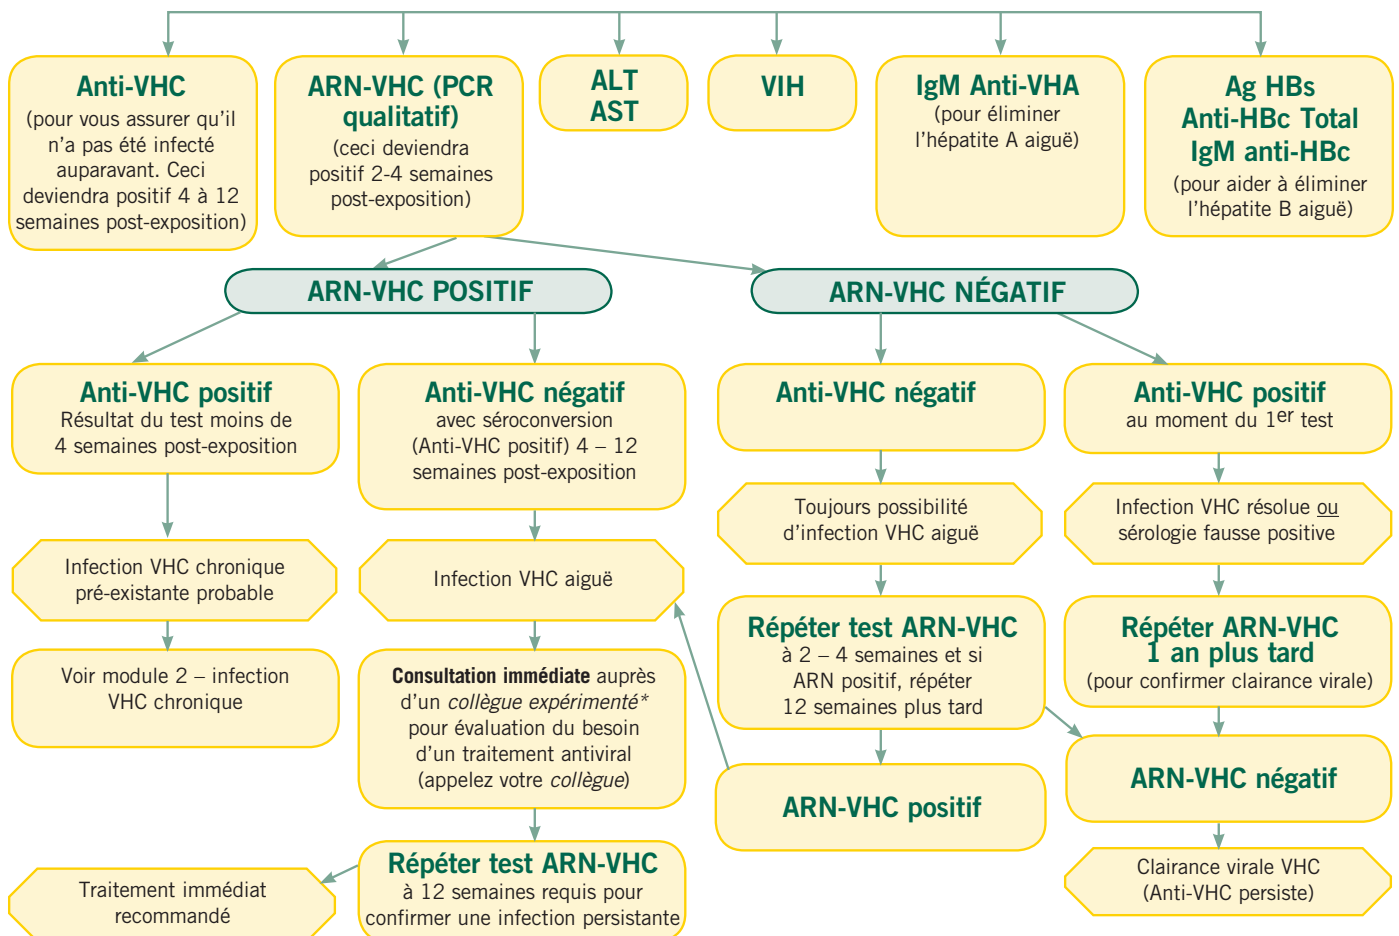 Anti-VHC
(pour vous assurer qu'il
n'a pas été infecté
auparavant. Ceci
deviendra positif 4 à 12
semaines post-exposition)
ARN-VHC (PCR
qualitatif)
(ceci deviendra
positif 2-4 semaines
post-exposition)
ALT
AST
VIH
IgM Anti-VHA
(pour éliminer
l'hépatite A aiguë)
Ag HBs
Anti-HBc Total
IgM anti-HBc
(pour aider à éliminer
l'hépatite B aiguë)
ARN-VHC POSITIF
ARN-VHC NÉGATIF
Anti-VHC positif
Résultat du test moins de
4 semaines post-exposition
Anti-VHC négatif
avec séroconversion
(Anti-VHC positif) 4 – 12
semaines post-exposition
Anti-VHC négatif
Anti-VHC positif
au moment du 1er test
Infection VHC chronique
pré-existante probable
Infection VHC aiguë
Toujours possibilité
d'infection VHC aiguë
Infection VHC résolue ou
sérologie fausse positive
Voir module 2 – infection
VHC chronique
Consultation immédiate auprès
d'un collègue expérimenté*
pour évaluation du besoin
d'un traitement antiviral
(appelez votre collègue)
Répéter test ARN-VHC
à 2 – 4 semaines et si
ARN positif, répéter
12 semaines plus tard
Répéter ARN-VHC
1 an plus tard
(pour confirmer clairance virale)
ARN-VHC positif
ARN-VHC négatif
Traitement immédiat
recommandé
Répéter test ARN-VHC
à 12 semaines requis pour
confirmer une infection persistante
Clairance virale VHC
(Anti-VHC persiste)